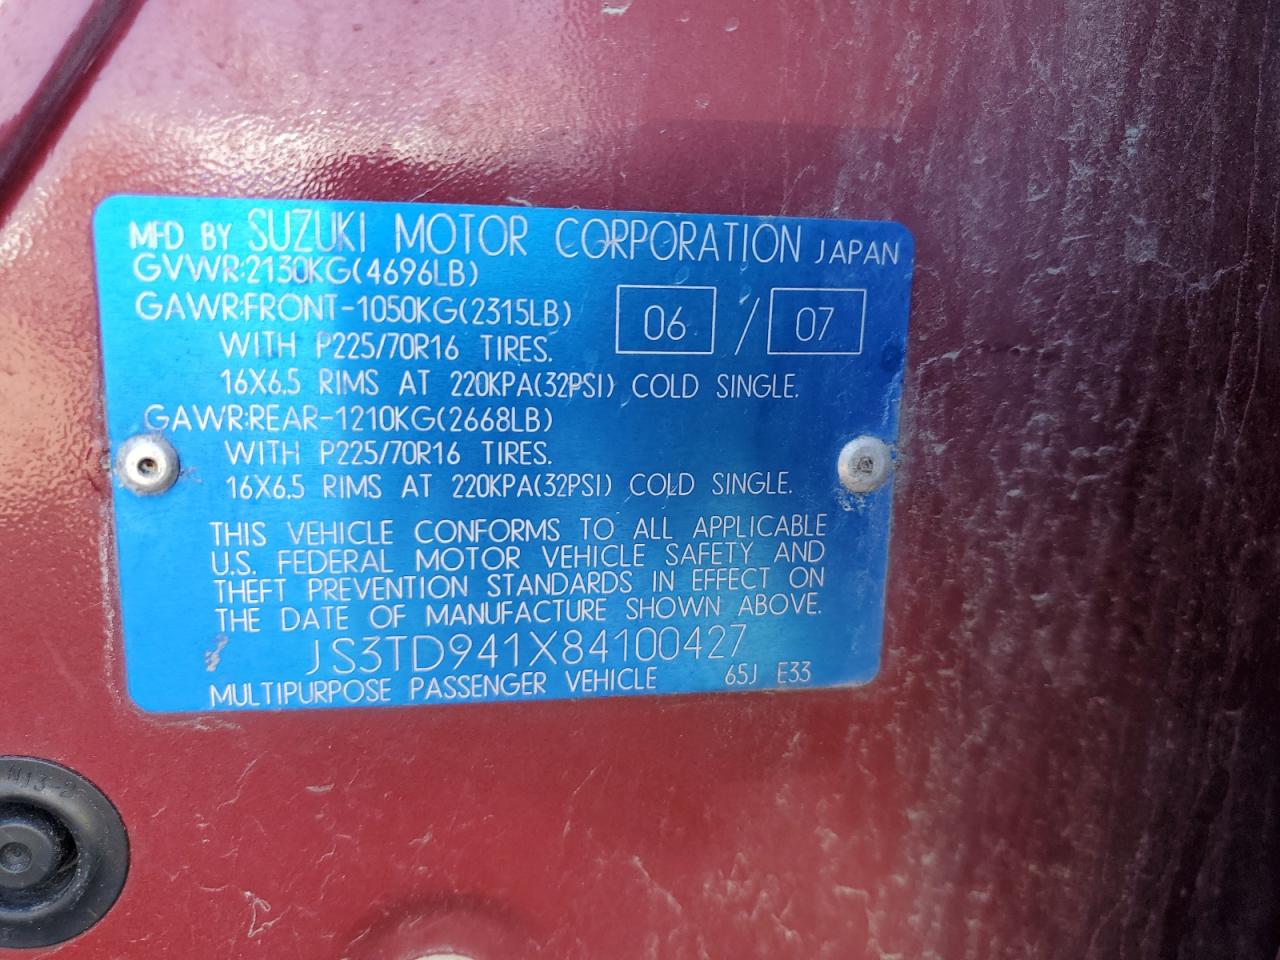 MFD BY SUZUKI MOTOR CORPORATION JAPAN
GVWR:2130KG(4696LB)
GAWR:FRONT-1050KG(2315LB) 06 / 07
WITH P225/70R16 TIRES.
16X6.5 RIMS AT 220KPA(32PSI) COLD SINGLE.
GAWR:REAR-1210KG(2668LB)
WITH P225/70R16 TIRES.
16X6.5 RIMS AT 220KPA(32PSI) COLD SINGLE.
THIS VEHICLE CONFORMS TO ALL APPLICABLE
U.S. FEDERAL MOTOR VEHICLE SAFETY AND
THEFT PREVENTION STANDARDS IN EFFECT ON
THE DATE OF MANUFACTURE SHOWN ABOVE.
JS3TD941X84100427
MULTIPURPOSE PASSENGER VEHICLE 65J E33
N13-2